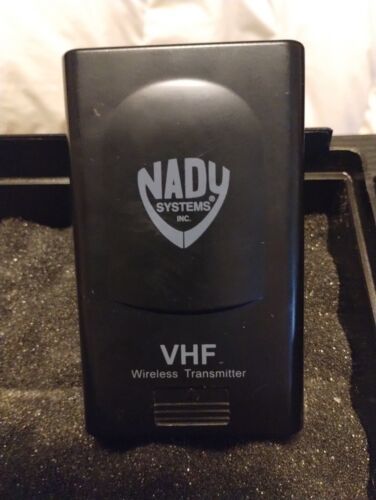 NADY
SYSTEMS®
INC.
VHF
Wireless Transmitter